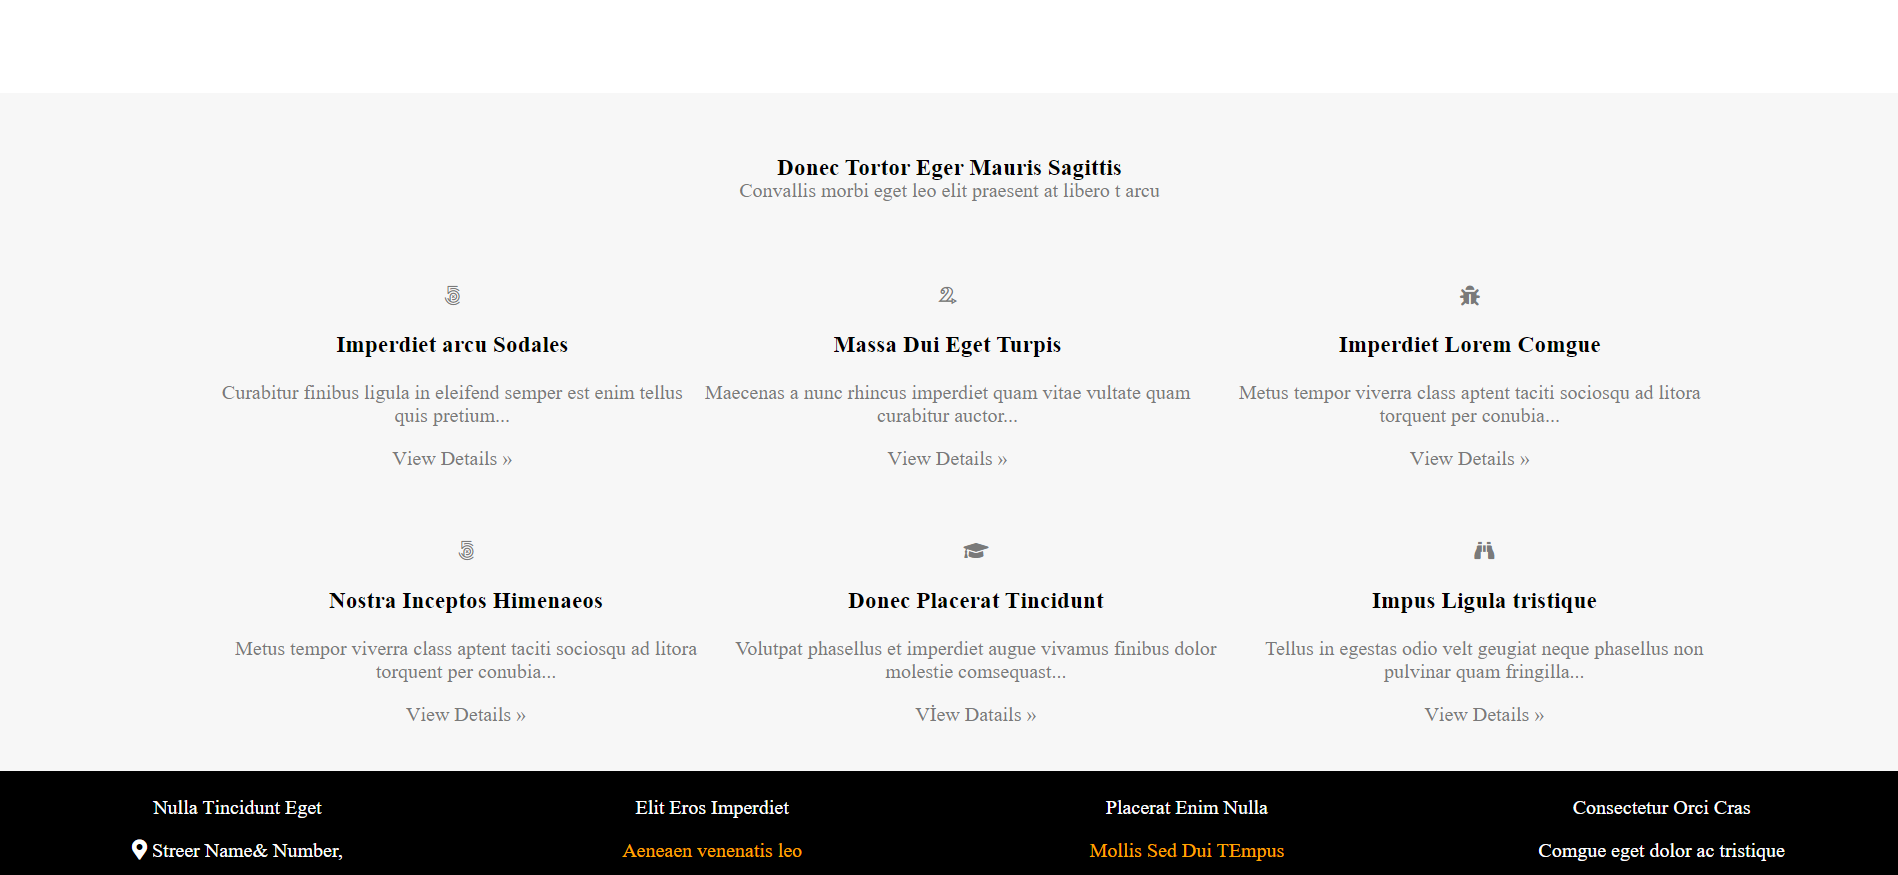 Donec Tortor Eger Mauris Sagittis
Convallis morbi eget leo elit praesent at libero t arcu
Imperdiet arcu Sodales
Curabitur finibus ligula in eleifend semper est enim tellus
quis pretium...
View Details »
Massa Dui Eget Turpis
Maecenas a nunc rhincus imperdiet quam vitae vultate quam
curabitur auctor...
View Details »
Imperdiet Lorem Comgue
Metus tempor viverra class aptent taciti sociosqu ad litora
torquent per conubia...
View Details »
Nostra Inceptos Himenaeos
Metus tempor viverra class aptent taciti sociosqu ad litora
torquent per conubia...
View Details »
Donec Placerat Tincidunt
Volutpat phasellus et imperdiet augue vivamus finibus dolor
molestie comsequast...
Vİew Datails »
Impus Ligula tristique
Tellus in egestas odio velt geugiat neque phasellus non
pulvinar quam fringilla...
View Details »
Nulla Tincidunt Eget
Streer Name& Number,
Elit Eros Imperdiet
Aeneaen venenatis leo
Placerat Enim Nulla
Mollis Sed Dui TEmpus
Consectetur Orci Cras
Comgue eget dolor ac tristique